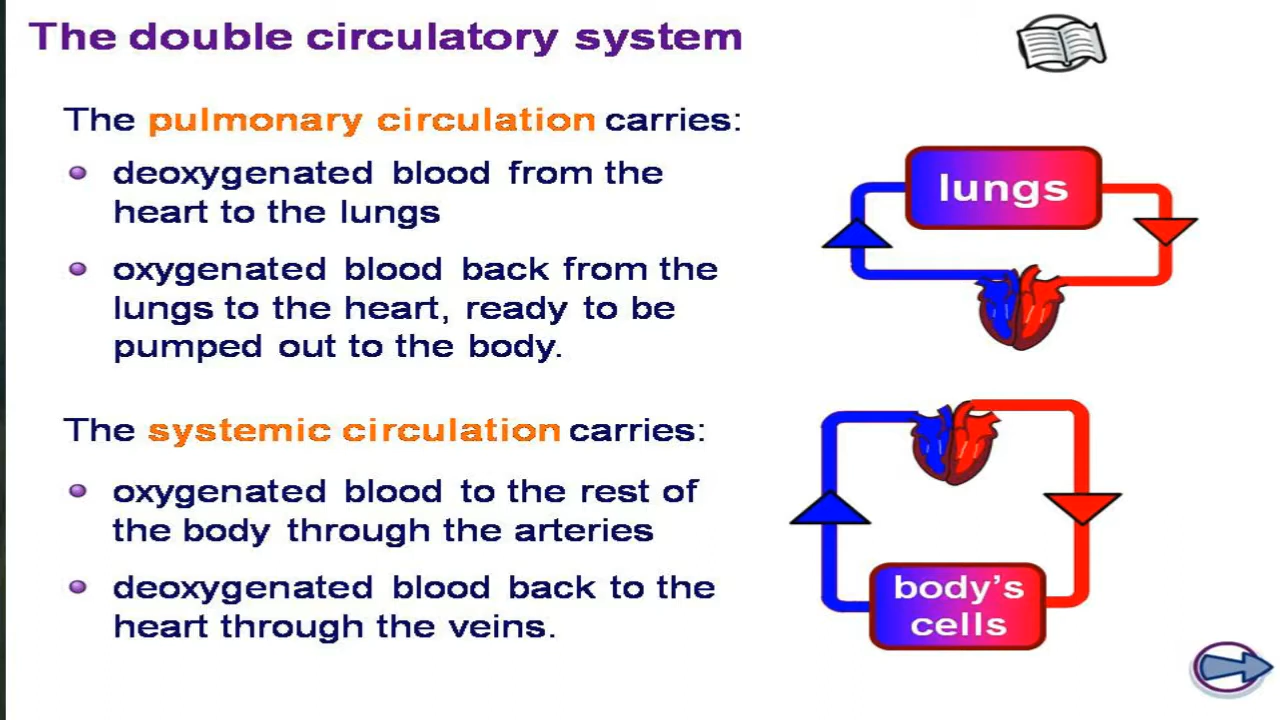 The double circulatory system
The pulmonary circulation carries:
deoxygenated blood from the
heart to the lungs
oxygenated blood back from the
lungs to the heart, ready to be
pumped out to the body.
lungs
The systemic circulation carries:
oxygenated blood to the rest of
the body through the arteries
deoxygenated blood back to the
heart through the veins.
body's
cells